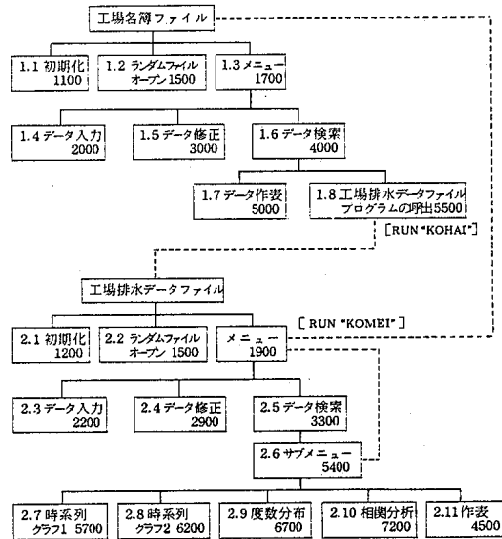 工場名簿ファイル
1.1 初期化
1100
1.2 ランダムファイル
オープン 1500
1.3 メニュー
1700
1.4 データ入力
2000
1.5 データ修正
3000
1.6 データ検索
4000
1.7 データ作表
5000
1.8 工場排水データファイル
プログラムの呼出5500
[RUN "KOHAI"]
工場排水データファイル
[RUN "KOMEI"]
2.1 初期化
1200
2.2 ランダムファイル
オープン 1500
メニュー
1900
2.3 データ入力
2200
2.4 データ修正
2900
2.5 データ検索
3300
2.6 サブメニュー
5400
2.7 時系列
グラフ1 5700
2.8 時系列
グラフ2 6200
2.9 度数分布
6700
2.10 相関分析
7200
2.11 作表
4500